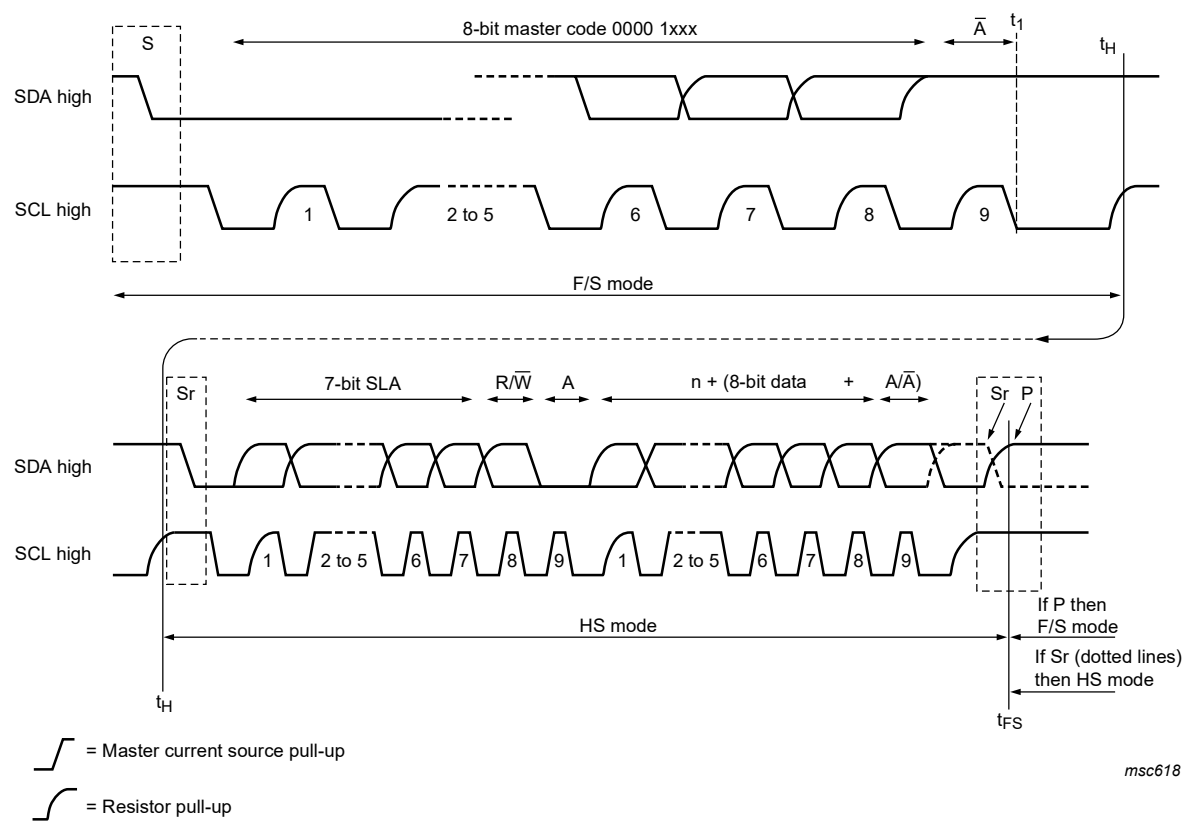 S
8-bit master code 0000 1xxx
A̅
t1
tH
SDA high
SCL high
1
2 to 5
6
7
8
9
F/S mode
Sr
7-bit SLA
R/W̅
A
n + (8-bit data
+
A/A̅)
Sr P
SDA high
SCL high
1
2 to 5
6
7
8
9
1
2 to 5
6
7
8
9
If P then
F/S mode
HS mode
If Sr (dotted lines)
then HS mode
tH
tFS
= Master current source pull-up
msc618
= Resistor pull-up